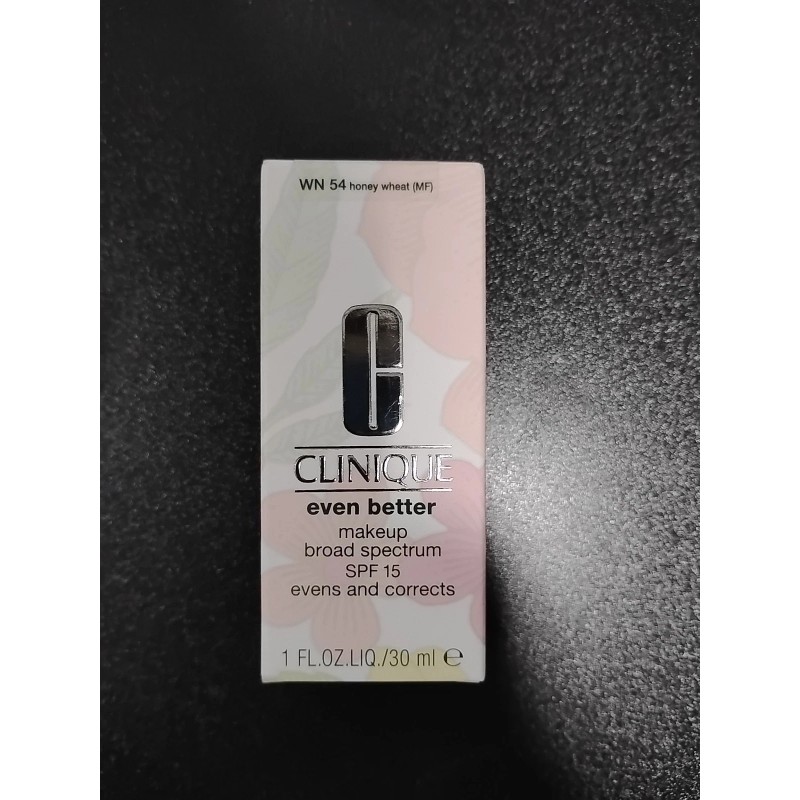 WN 54 honey wheat (MF)
CLINIQUE
even better
makeup
broad spectrum
SPF 15
evens and corrects
1 FL.OZ.LIQ./30 ml ℮